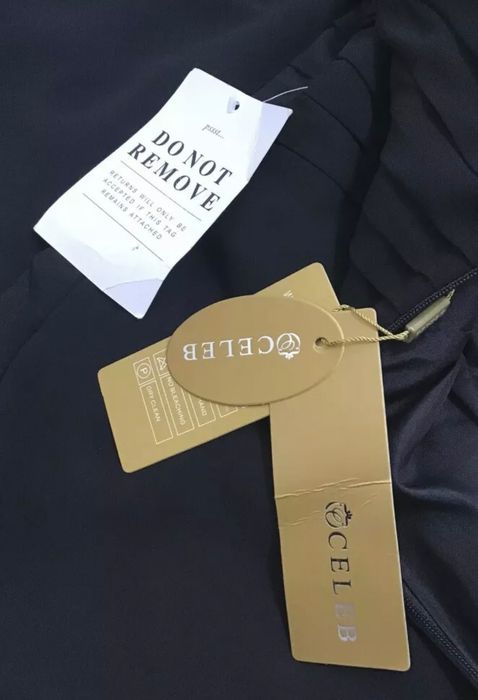 pssst...
DO NOT
REMOVE
RETURNS WILL ONLY BE
ACCEPTED IF THIS TAG
REMAINS ATTACHED
CELEB
P
DRY CLEAN
NO BLEACHING
CELEB